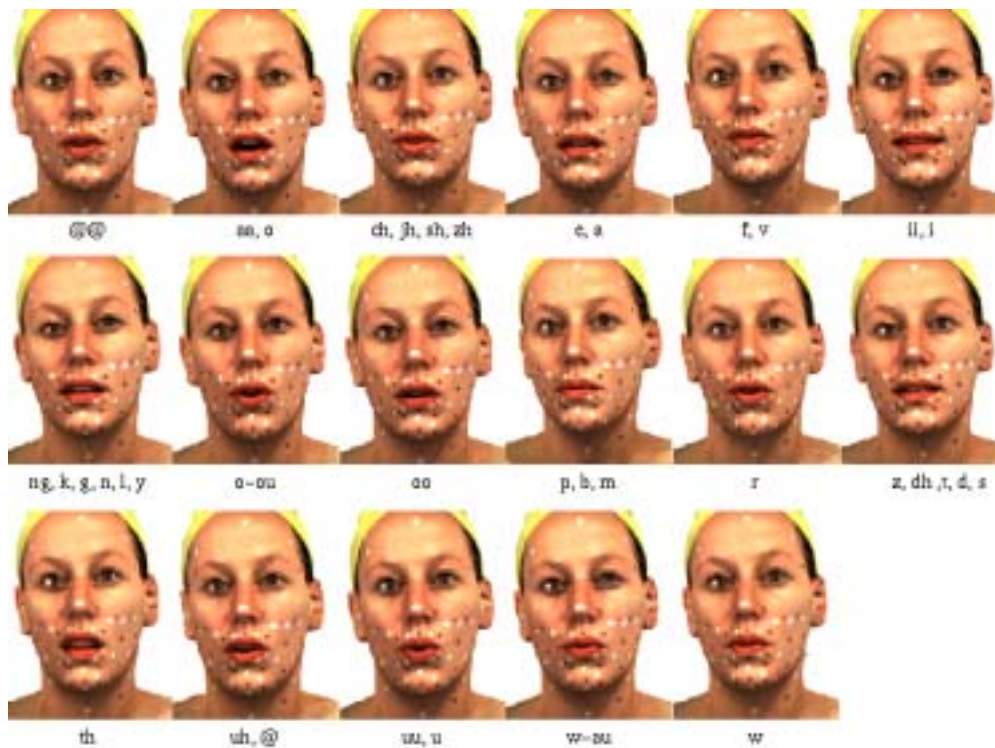 @@ aa, o ch, jh, sh, zh e, a f, v ii, i
ng, k, g, n, l, y o-ou oo p, b, m r z, dh ,t, d, s
th uh, @ uu, u w-au w